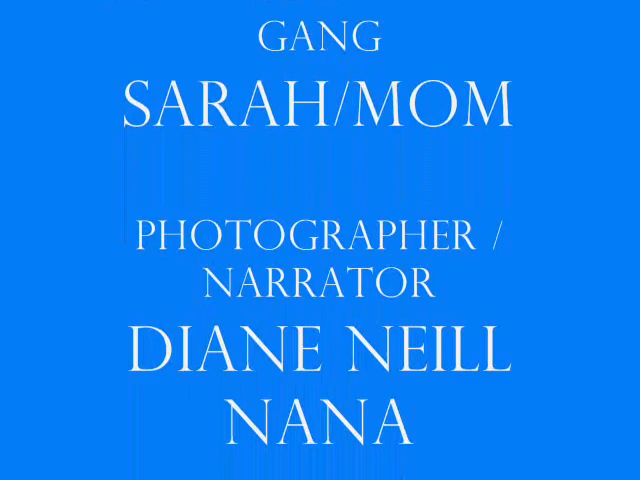 GANG
SARAH/MOM
PHOTOGRAPHER /
NARRATOR
DIANE NEILL
NANA